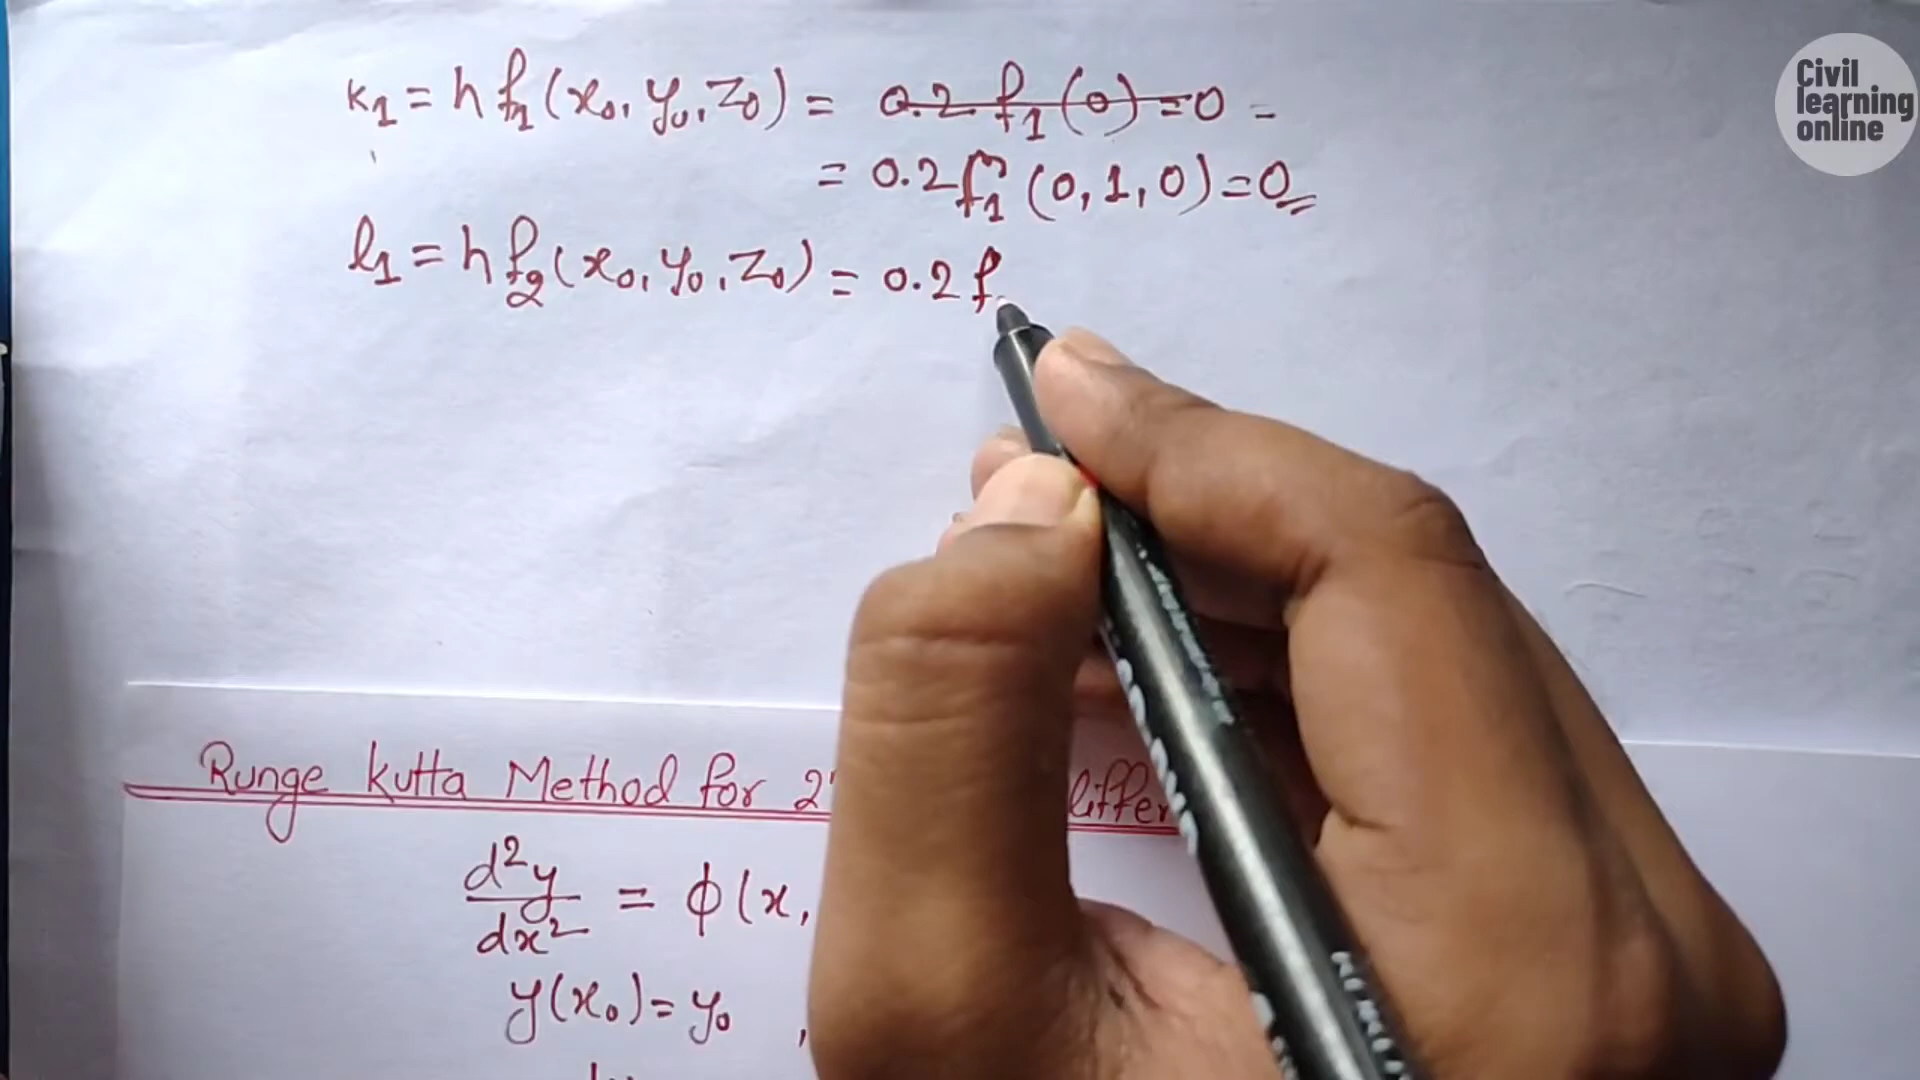 Civil
learning
online
K1 = h f1 (x0, y0, z0) = 0.2 f1 (0) = 0 =
= 0.2 f1 (0, 1, 0) = 0
l1 = h f2 (x0, y0, z0) = 0.2 f
Runge Kutta Method for
d²y/dx² = ϕ(x,
y(x0) = y0 ,